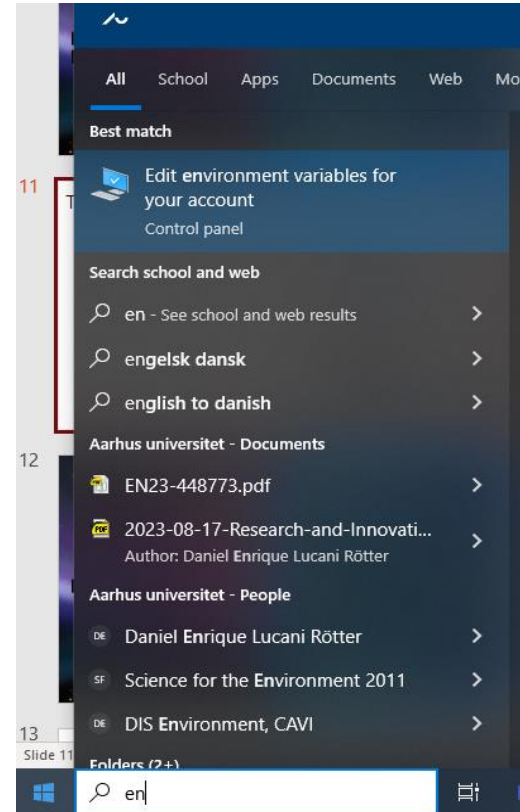 All School Apps Documents Web Mo
Best match
11
T
Edit environment variables for
your account
Control panel
Search school and web
en - See school and web results
engelsk dansk
english to danish
Aarhus universitet - Documents
12
EN23-448773.pdf
PDF
2023-08-17-Research-and-Innovati...
Author: Daniel Enrique Lucani Rötter
Aarhus universitet - People
DE Daniel Enrique Lucani Rötter
SF Science for the Environment 2011
DE DIS Environment, CAVI
13
Slide 11
Folders (2+)
en